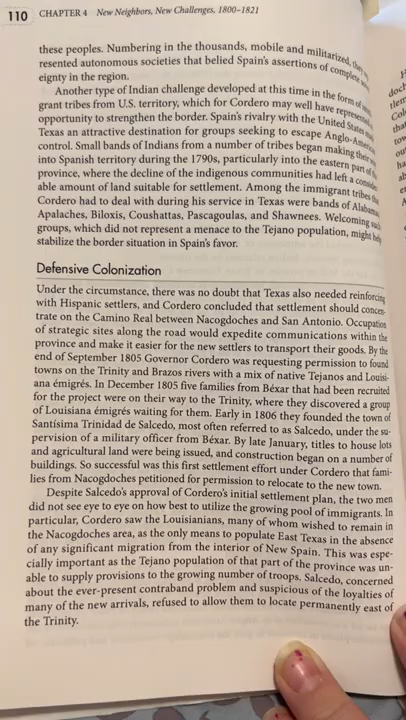 110 CHAPTER 4 New Neighbors, New Challenges, 1800–1821
these peoples. Numbering in the thousands, mobile and militarized, they
resented autonomous societies that belied Spain's assertions of complete
eignty in the region.
Another type of Indian challenge developed at this time in the form of
grant tribes from U.S. territory, which for Cordero may well have
opportunity to strengthen the border. Spain's rivalry with the United States
Texas an attractive destination for groups seeking to escape Anglo-
control. Small bands of Indians from a number of tribes began making their
into Spanish territory during the 1790s, particularly into the eastern part of
province, where the decline of the indigenous communities had left a
able amount of land suitable for settlement. Among the immigrant tribes
Cordero had to deal with during his service in Texas were bands of
Apalaches, Biloxis, Coushattas, Pascagoulas, and Shawnees. Welcoming such
groups, which did not represent a menace to the Tejano population, might help
stabilize the border situation in Spain's favor.
Defensive Colonization
Under the circumstance, there was no doubt that Texas also needed reinforcing
with Hispanic settlers, and Cordero concluded that settlement should concen-
trate on the Camino Real between Nacogdoches and San Antonio. Occupation
of strategic sites along the road would expedite communications within the
province and make it easier for the new settlers to transport their goods. By the
end of September 1805 Governor Cordero was requesting permission to found
towns on the Trinity and Brazos rivers with a mix of native Tejanos and Louisi-
ana émigrés. In December 1805 five families from Béxar that had been recruited
for the project were on their way to the Trinity, where they discovered a group
of Louisiana émigrés waiting for them. Early in 1806 they founded the town of
Santísima Trinidad de Salcedo, most often referred to as Salcedo, under the su-
pervision of a military officer from Béxar. By late January, titles to house lots
and agricultural land were being issued, and construction began on a number of
buildings. So successful was this first settlement effort under Cordero that fami-
lies from Nacogdoches petitioned for permission to relocate to the new town.
Despite Salcedo's approval of Cordero's initial settlement plan, the two men
did not see eye to eye on how best to utilize the growing pool of immigrants. In
particular, Cordero saw the Louisianians, many of whom wished to remain in
the Nacogdoches area, as the only means to populate East Texas in the absence
of any significant migration from the interior of New Spain. This was espe-
cially important as the Tejano population of that part of the province was un-
able to supply provisions to the growing number of troops. Salcedo, concerned
about the ever-present contraband problem and suspicious of the loyalties of
many of the new arrivals, refused to allow them to locate permanently east of
the Trinity.